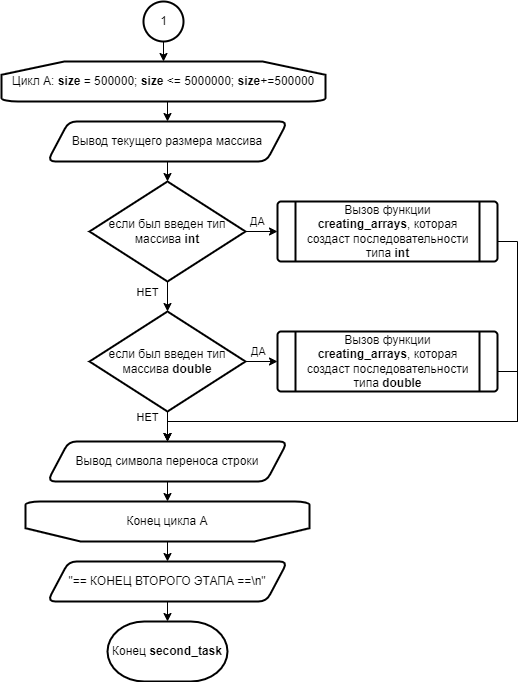 1
Цикл A: size = 500000; size <= 5000000; size+=500000
Вывод текущего размера массива
если был введен тип
массива int
ДА
Вызов функции
creating_arrays, которая
создаст последовательности
типа int
НЕТ
если был введен тип
массива double
ДА
Вызов функции
creating_arrays, которая
создаст последовательности
типа double
НЕТ
Вывод символа переноса строки
Конец цикла A
"== КОНЕЦ ВТОРОГО ЭТАПА ==\n"
Конец second_task